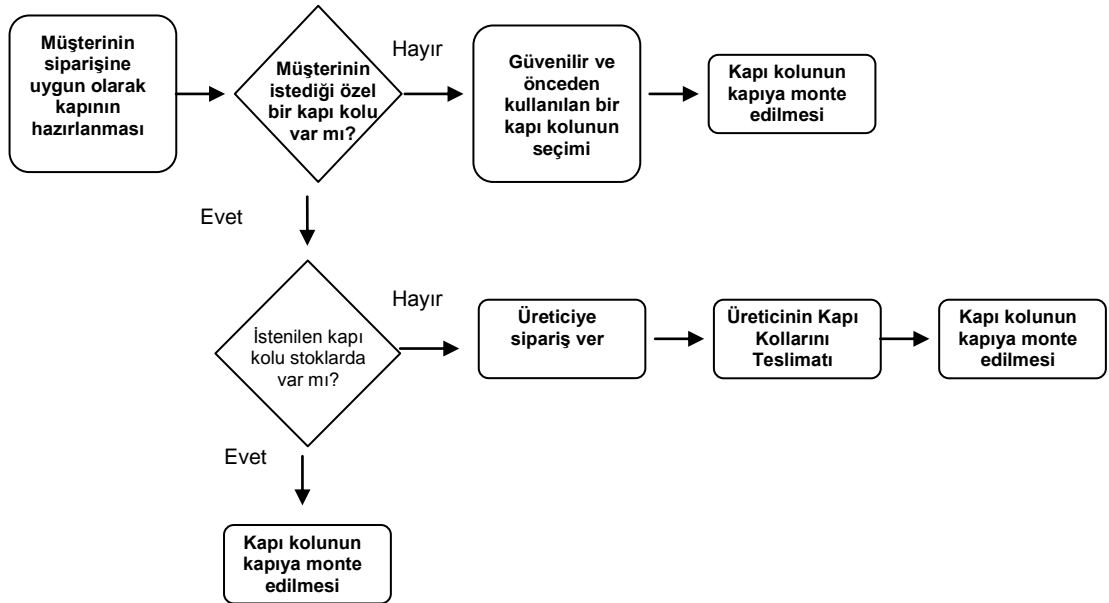 Müşterinin
siparişine
uygun olarak
kapının
hazırlanması
Müşterinin
istediği özel
bir kapı kolu
var mı?
Hayır
Güvenilir ve
önceden
kullanılan bir
kapı kolunun
seçimi
Kapı kolunun
kapıya monte
edilmesi
Evet
İstenilen kapı
kolu stoklarda
var mı?
Hayır
Üreticiye
sipariş ver
Üreticinin Kapı
Kollarını
Teslimatı
Kapı kolunun
kapıya monte
edilmesi
Evet
Kapı kolunun
kapıya monte
edilmesi